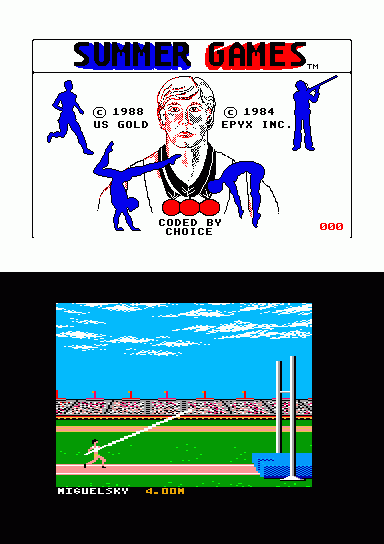 SUMMER GAMES TM
© 1988 © 1984
US GOLD EPYX INC.
CODED BY
CHOICE
000
MIGUELSKY 4.00M